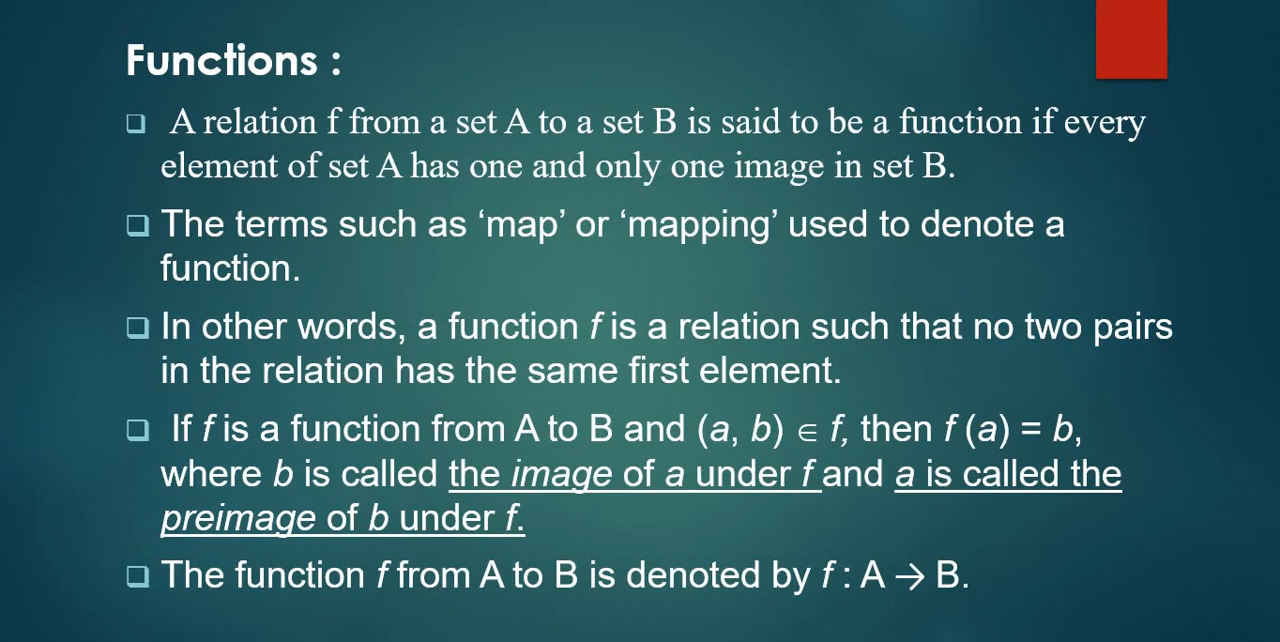 Functions :
❑ A relation f from a set A to a set B is said to be a function if every
element of set A has one and only one image in set B.
❑ The terms such as ‘map’ or ‘mapping’ used to denote a
function.
❑ In other words, a function f is a relation such that no two pairs
in the relation has the same first element.
❑ If f is a function from A to B and (a, b) ∈ f, then f (a) = b,
where b is called the image of a under f and a is called the
preimage of b under f.
❑ The function f from A to B is denoted by f : A → B.